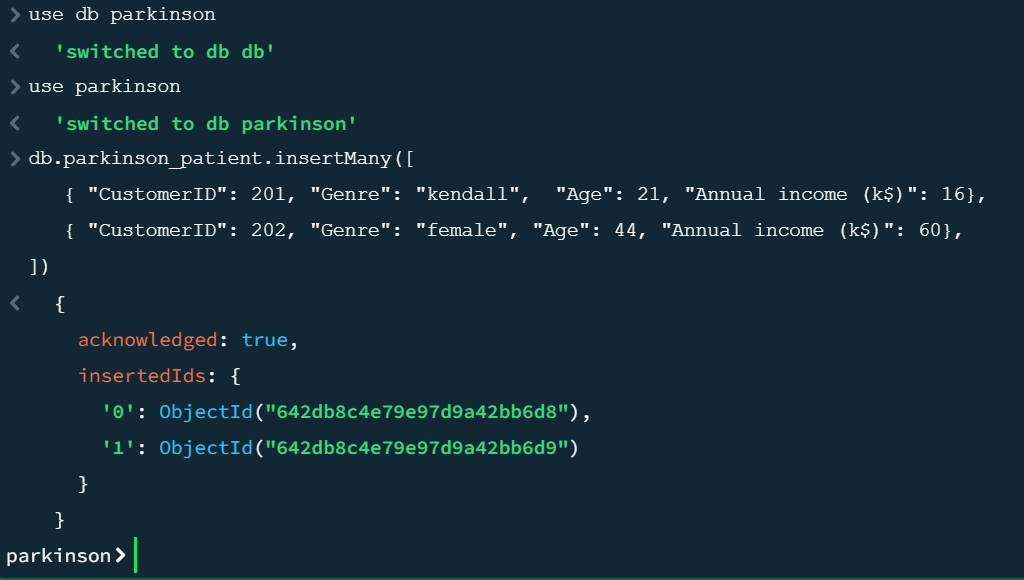 > use db parkinson
< 'switched to db db'
> use parkinson
< 'switched to db parkinson'
> db.parkinson_patient.insertMany([
{ "CustomerID": 201, "Genre": "kendall",  "Age": 21, "Annual income (k$)": 16},
{ "CustomerID": 202, "Genre": "female", "Age": 44, "Annual income (k$)": 60},
])
< {
acknowledged: true,
insertedIds: {
'0': ObjectId("642db8c4e79e97d9a42bb6d8"),
'1': ObjectId("642db8c4e79e97d9a42bb6d9")
}
}
parkinson>